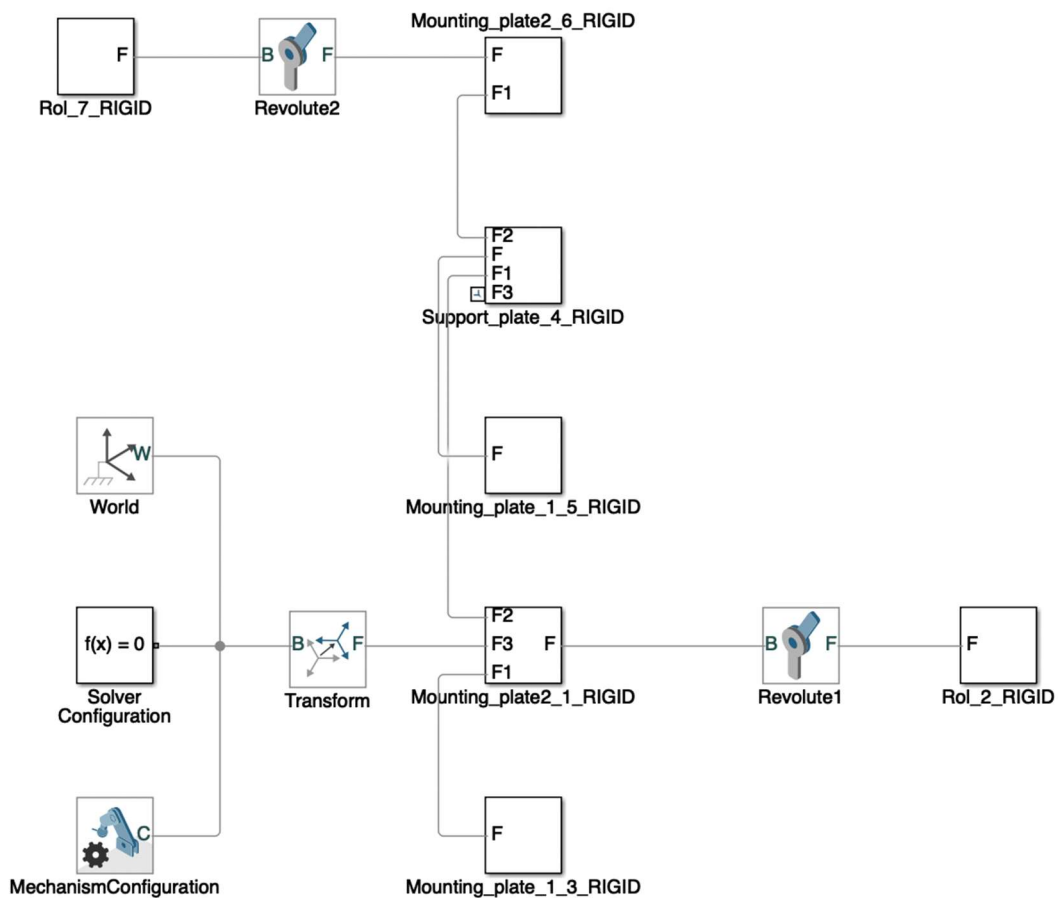 Mounting_plate2_6_RIGID
F
B
F
F
F1
Rol_7_RIGID
Revolute2
F2
F
F1
F3
Support_plate_4_RIGID
W
World
F
Mounting_plate_1_5_RIGID
f(x) = 0
Solver
Configuration
B
F
Transform
F2
F3
F
F1
Mounting_plate2_1_RIGID
B
F
Revolute1
F
Rol_2_RIGID
C
MechanismConfiguration
F
Mounting_plate_1_3_RIGID